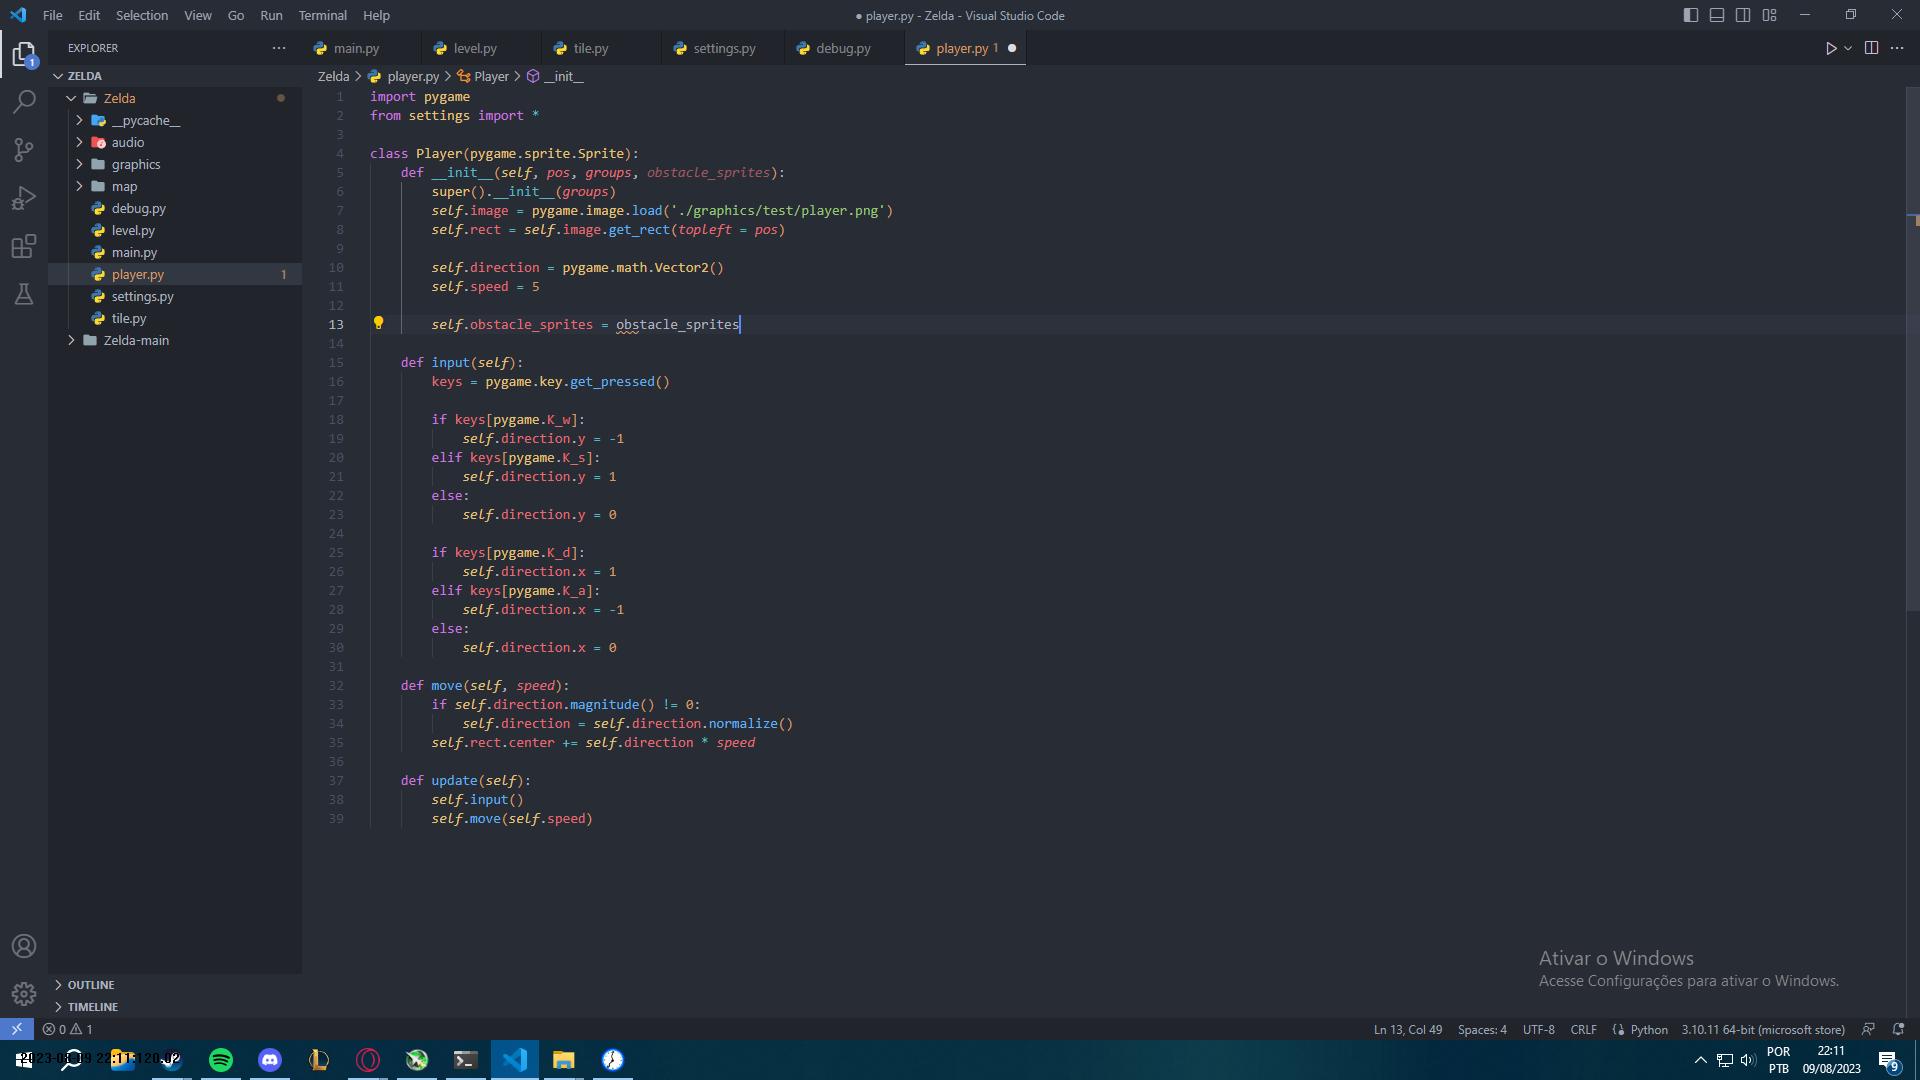 File Edit Selection View Go Run Terminal Help
● player.py - Zelda - Visual Studio Code
EXPLORER
main.py level.py tile.py settings.py debug.py player.py 1
ZELDA
Zelda
__pycache__
audio
graphics
map
debug.py
level.py
main.py
player.py 1
settings.py
tile.py
Zelda-main
OUTLINE
TIMELINE
1
Zelda > player.py > Player > __init__
1 import pygame
2 from settings import *
3
4 class Player(pygame.sprite.Sprite):
5 def __init__(self, pos, groups, obstacle_sprites):
6 super().__init__(groups)
7 self.image = pygame.image.load('./graphics/test/player.png')
8 self.rect = self.image.get_rect(topleft = pos)
9
10 self.direction = pygame.math.Vector2()
11 self.speed = 5
12
13 self.obstacle_sprites = obstacle_sprites
14
15 def input(self):
16 keys = pygame.key.get_pressed()
17
18 if keys[pygame.K_w]:
19 self.direction.y = -1
20 elif keys[pygame.K_s]:
21 self.direction.y = 1
22 else:
23 self.direction.y = 0
24
25 if keys[pygame.K_d]:
26 self.direction.x = 1
27 elif keys[pygame.K_a]:
28 self.direction.x = -1
29 else:
30 self.direction.x = 0
31
32 def move(self, speed):
33 if self.direction.magnitude() != 0:
34 self.direction = self.direction.normalize()
35 self.rect.center += self.direction * speed
36
37 def update(self):
38 self.input()
39 self.move(self.speed)
Ativar o Windows
Acesse Configurações para ativar o Windows.
0 1
Ln 13, Col 49 Spaces: 4 UTF-8 CRLF Python 3.10.11 64-bit (microsoft store)
POR
PTB
22:11
09/08/2023
9